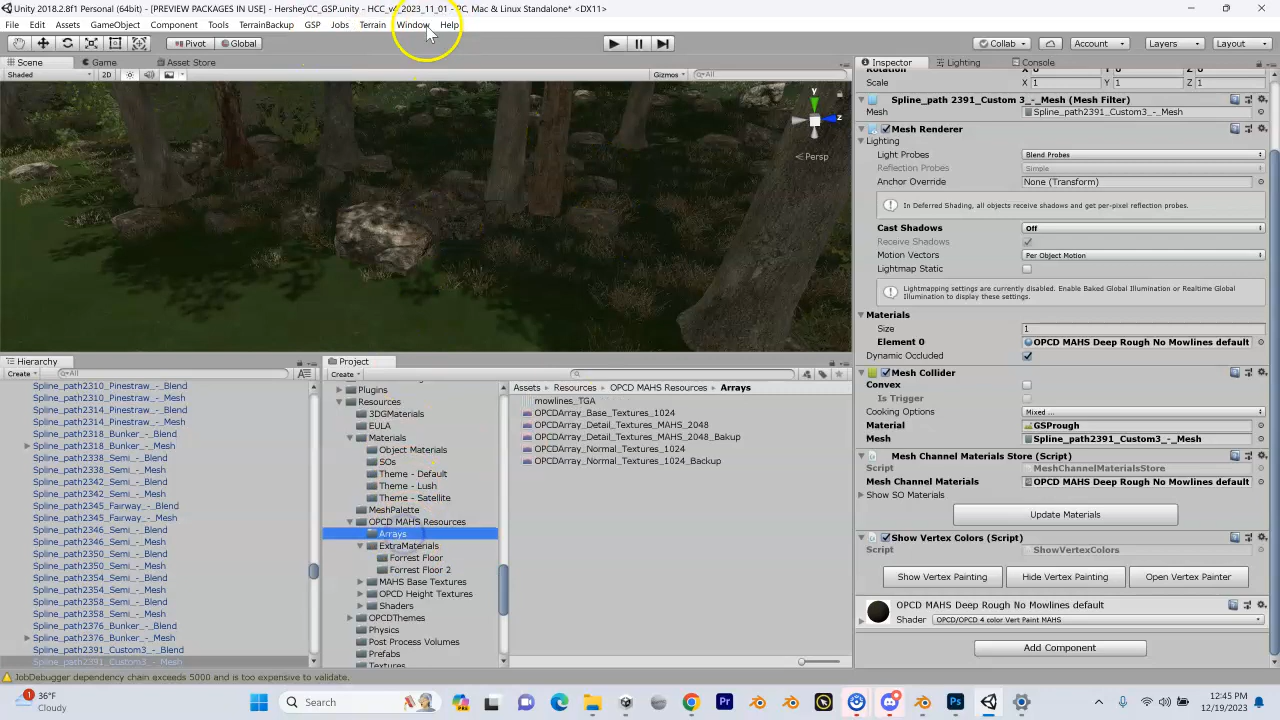 Unity 2018.2.8f1 Personal (64bit) - [PREVIEW PACKAGES IN USE] - HersheyCC_GSP.unity - HCC_v4_2023_11_01 - PC, Mac & Linux Standalone* <DX11>
File Edit Assets GameObject Component Tools TerrainBackup GSP Jobs Terrain Window Help
Pivot Global Collab Account Layers Layout
Scene Game Asset Store
Shaded 2D Gizmos All
y
z
Persp
Inspector Lighting Console
Rotation X 0 Y 0 Z 0
Scale X 1 Y 1 Z 1
Spline_path 2391_Custom 3_-_Mesh (Mesh Filter)
Mesh Spline_path2391_Custom3_-_Mesh
Mesh Renderer
Lighting
Light Probes Blend Probes
Reflection Probes Simple
Anchor Override None (Transform)
In Deferred Shading, all objects receive shadows and get per-pixel reflection probes.
Cast Shadows Off
Receive Shadows
Motion Vectors Per Object Motion
Lightmap Static
Lightmapping settings are currently disabled. Enable Baked Global Illumination or Realtime Global
Illumination to display these settings.
Materials
Size 1
Element 0 OPCD MAHS Deep Rough No Mowlines default
Dynamic Occluded
Mesh Collider
Convex
Is Trigger
Cooking Options Mixed ...
Material GSPrough
Mesh Spline_path2391_Custom3_-_Mesh
Mesh Channel Materials Store (Script)
Script MeshChannelMaterialsStore
Mesh Channel Materials OPCD MAHS Deep Rough No Mowlines default
Show SO Materials
Update Materials
Show Vertex Colors (Script)
Script ShowVertexColors
Show Vertex Painting Hide Vertex Painting Open Vertex Painter
OPCD MAHS Deep Rough No Mowlines default
Shader OPCD/OPCD 4 color Vert Paint MAHS
Add Component
Hierarchy
Create All
Spline_path2310_Pinestraw_-_Blend
Spline_path2310_Pinestraw_-_Mesh
Spline_path2314_Pinestraw_-_Blend
Spline_path2314_Pinestraw_-_Mesh
Spline_path2318_Bunker_-_Blend
Spline_path2318_Bunker_-_Mesh
Spline_path2338_Semi_-_Blend
Spline_path2338_Semi_-_Mesh
Spline_path2342_Semi_-_Blend
Spline_path2342_Semi_-_Mesh
Spline_path2345_Fairway_-_Blend
Spline_path2345_Fairway_-_Mesh
Spline_path2346_Semi_-_Blend
Spline_path2346_Semi_-_Mesh
Spline_path2350_Semi_-_Blend
Spline_path2350_Semi_-_Mesh
Spline_path2354_Semi_-_Blend
Spline_path2354_Semi_-_Mesh
Spline_path2358_Semi_-_Blend
Spline_path2358_Semi_-_Mesh
Spline_path2376_Bunker_-_Blend
Spline_path2376_Bunker_-_Mesh
Spline_path2391_Custom3_-_Blend
Spline_path2391_Custom3_-_Mesh
Project
Create
Plugins
Resources
3DGMaterials
EULA
Materials
Object Materials
SOs
Theme - Default
Theme - Lush
Theme - Satellite
MeshPalette
OPCD MAHS Resources
Arrays
ExtraMaterials
Forrest Floor
Forrest Floor 2
MAHS Base Textures
OPCD Height Textures
Shaders
OPCDThemes
Physics
Post Process Volumes
Prefabs
Textures
Assets Resources OPCD MAHS Resources Arrays
mowlines_TGA
OPCDArray_Base_Textures_1024
OPCDArray_Detail_Textures_MAHS_2048
OPCDArray_Detail_Textures_MAHS_2048_Bakup
OPCDArray_Normal_Textures_1024
OPCDArray_Normal_Textures_1024_Backup
JobDebugger dependency chain exceeds 5000 and is too expensive to validate.
36°F
Cloudy
Search
Pr
Ps
12:45 PM
12/19/2023